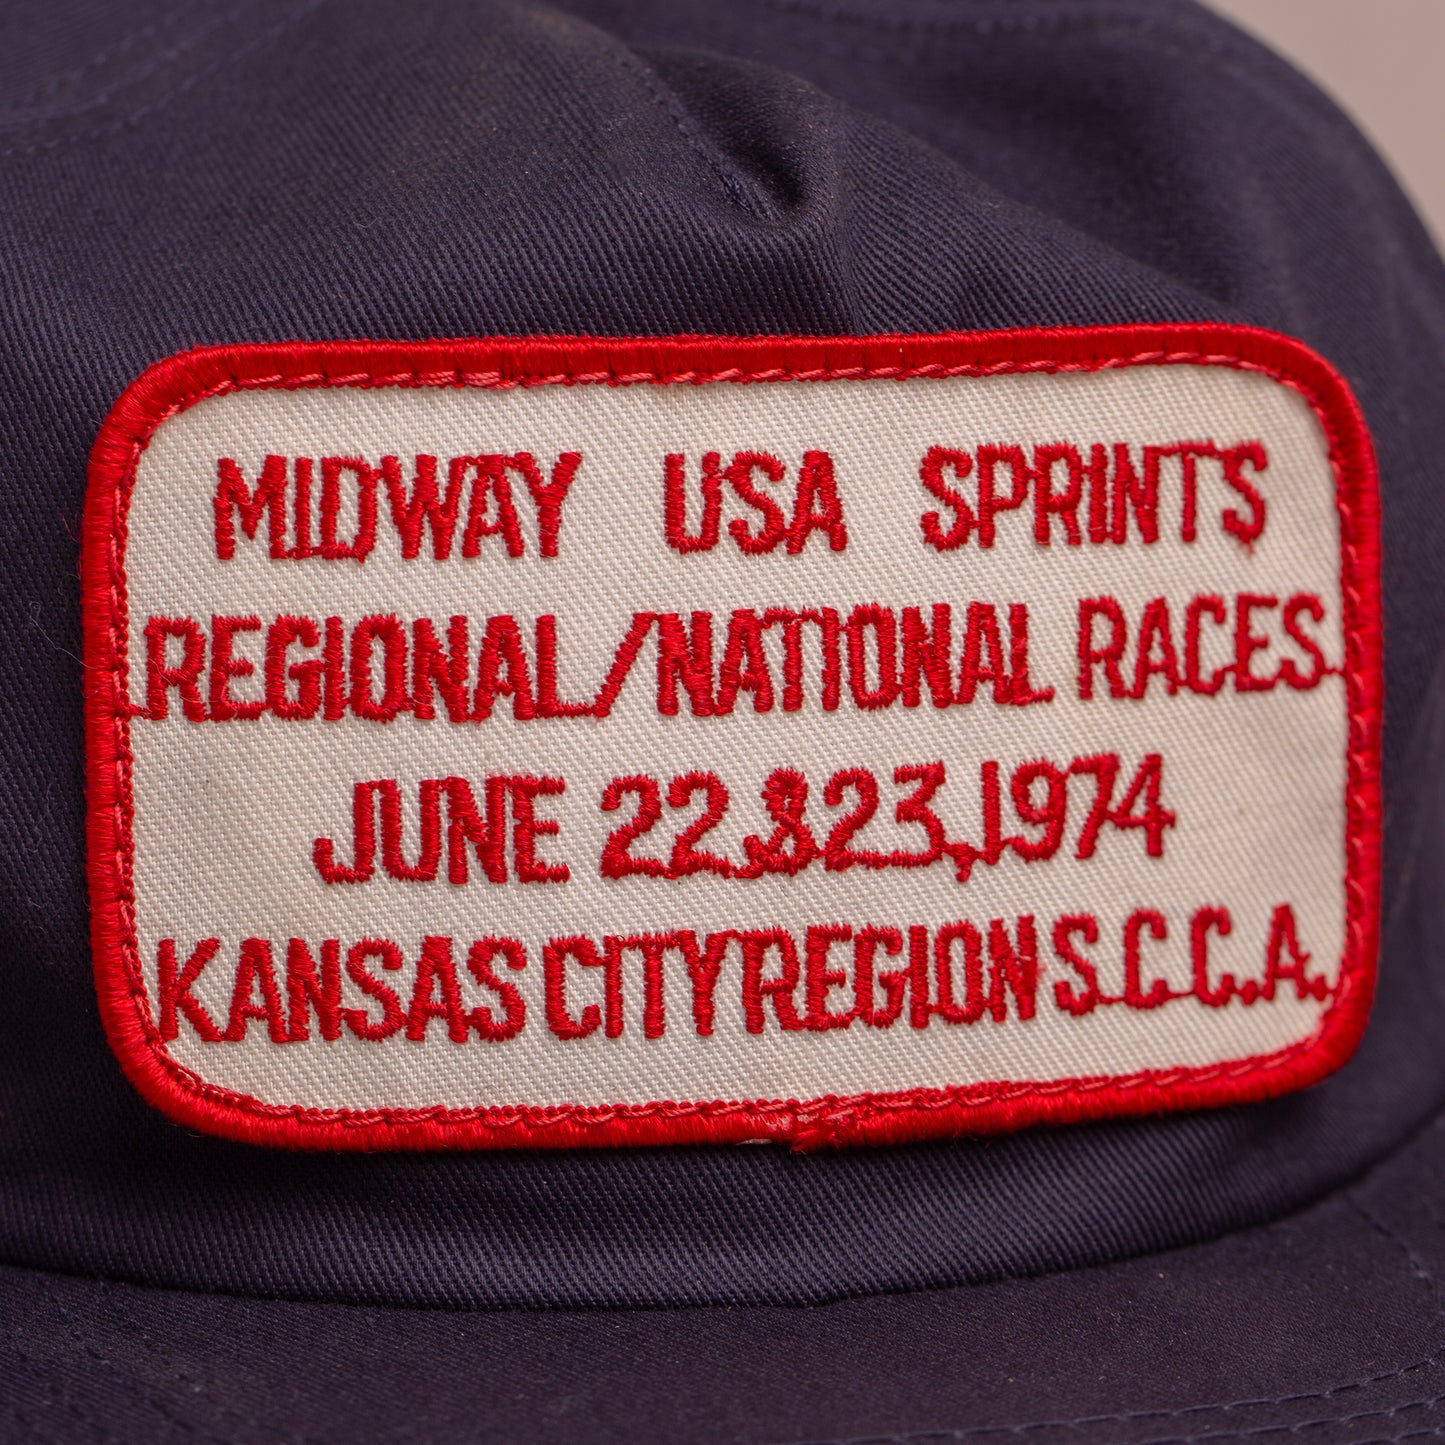 MIDWAY USA SPRINTS
REGIONAL/NATIONAL RACES
JUNE 22 & 23, 1974
KANSAS CITY REGION S.C.C.A.